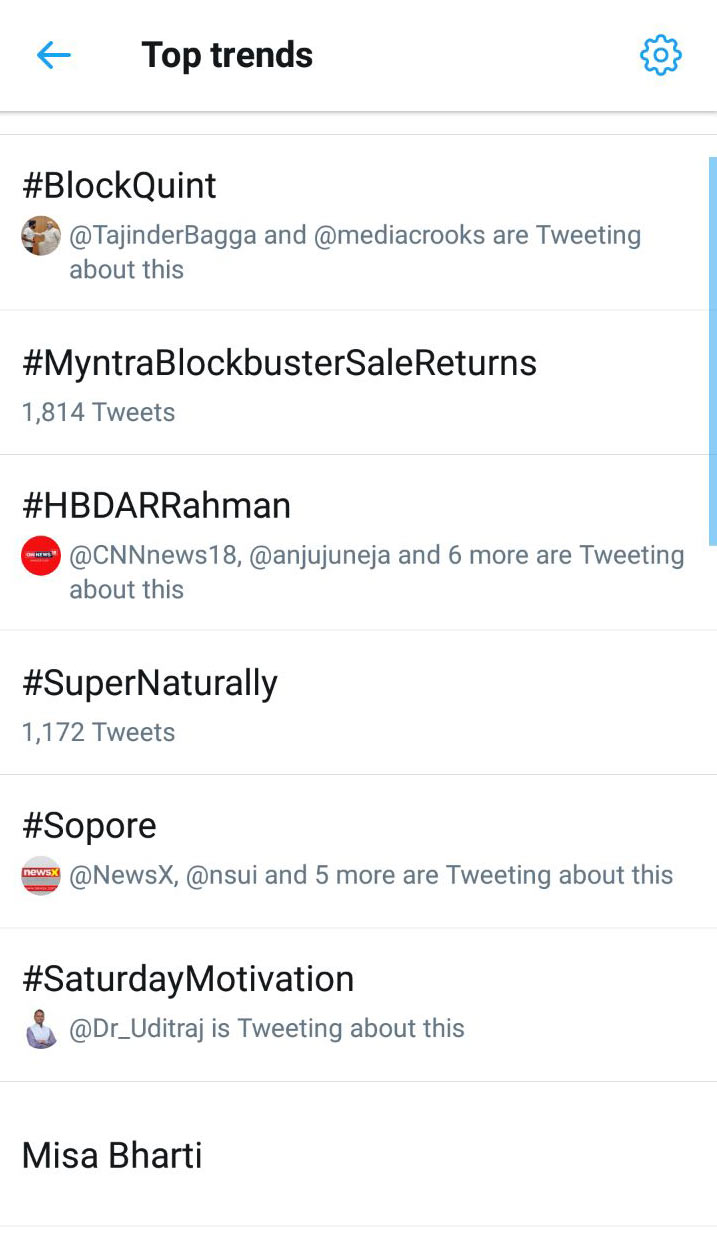 Top trends
#BlockQuint
@TajinderBagga and @mediacrooks are Tweeting
about this
#MyntraBlockbusterSaleReturns
1,814 Tweets
#HBDARRahman
@CNNnews18, @anjujuneja and 6 more are Tweeting
about this
#SuperNaturally
1,172 Tweets
#Sopore
newsX
@NewsX, @nsui and 5 more are Tweeting about this
#SaturdayMotivation
@Dr_Uditraj is Tweeting about this
Misa Bharti